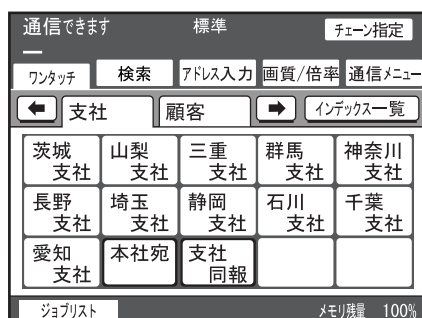 通信できます 標準 チェーン指定
ワンタッチ 検索 アドレス入力 画質/倍率 通信メニュー
支社 顧客 インデックス一覧
茨城 山梨 三重 群馬 神奈川
支社 支社 支社 支社 支社
長野 埼玉 静岡 石川 千葉
支社 支社 支社 支社 支社
愛知 本社宛 支社
支社 同報
ジョブリスト メモリ残量 100%